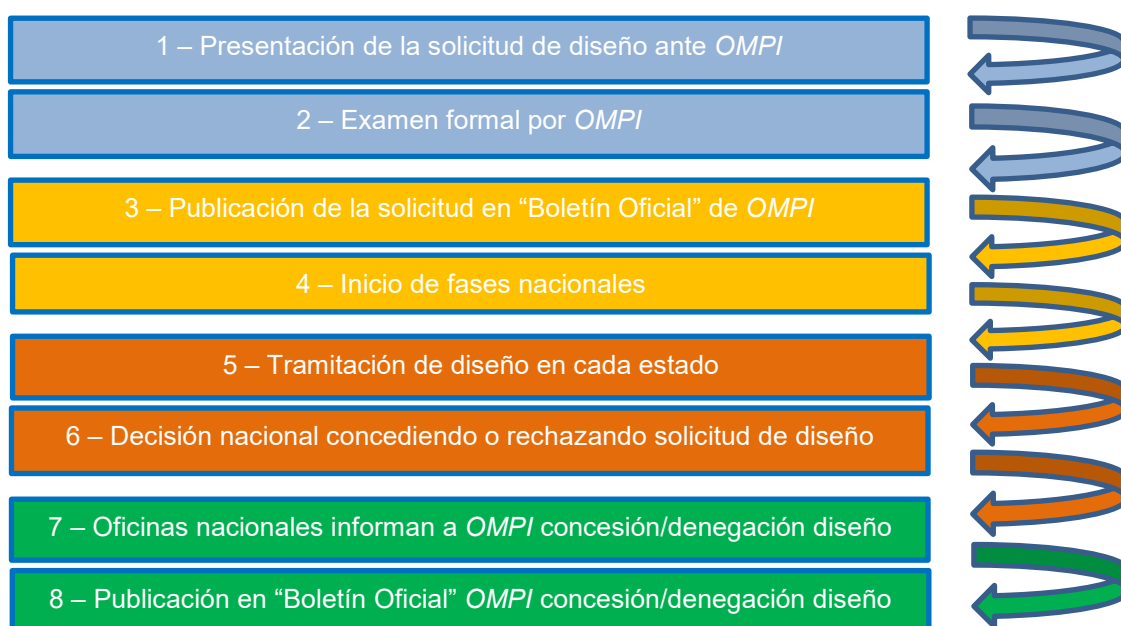 1 – Presentación de la solicitud de diseño ante OMPI
2 – Examen formal por OMPI
3 – Publicación de la solicitud en “Boletín Oficial” de OMPI
4 – Inicio de fases nacionales
5 – Tramitación de diseño en cada estado
6 – Decisión nacional concediendo o rechazando solicitud de diseño
7 – Oficinas nacionales informan a OMPI concesión/denegación diseño
8 – Publicación en “Boletín Oficial” OMPI concesión/denegación diseño